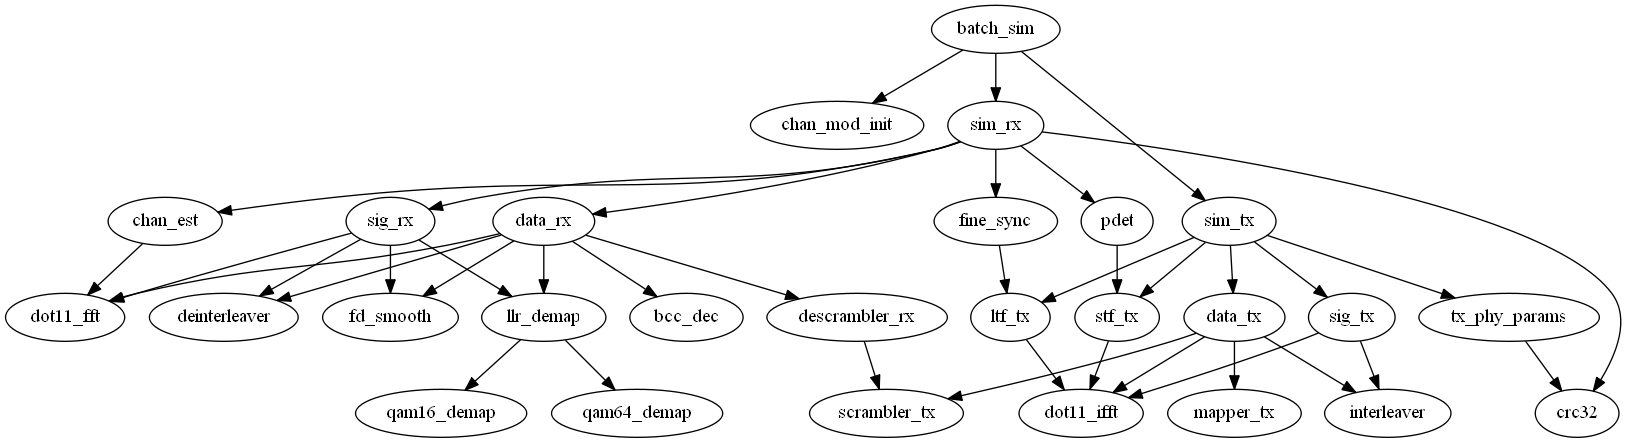 batch_sim
chan_mod_init
sim_rx
chan_est
sig_rx
data_rx
fine_sync
pdet
sim_tx
dot11_fft
deinterleaver
fd_smooth
llr_demap
bcc_dec
descrambler_rx
ltf_tx
stf_tx
data_tx
sig_tx
tx_phy_params
qam16_demap
qam64_demap
scrambler_tx
dot11_ifft
mapper_tx
interleaver
crc32